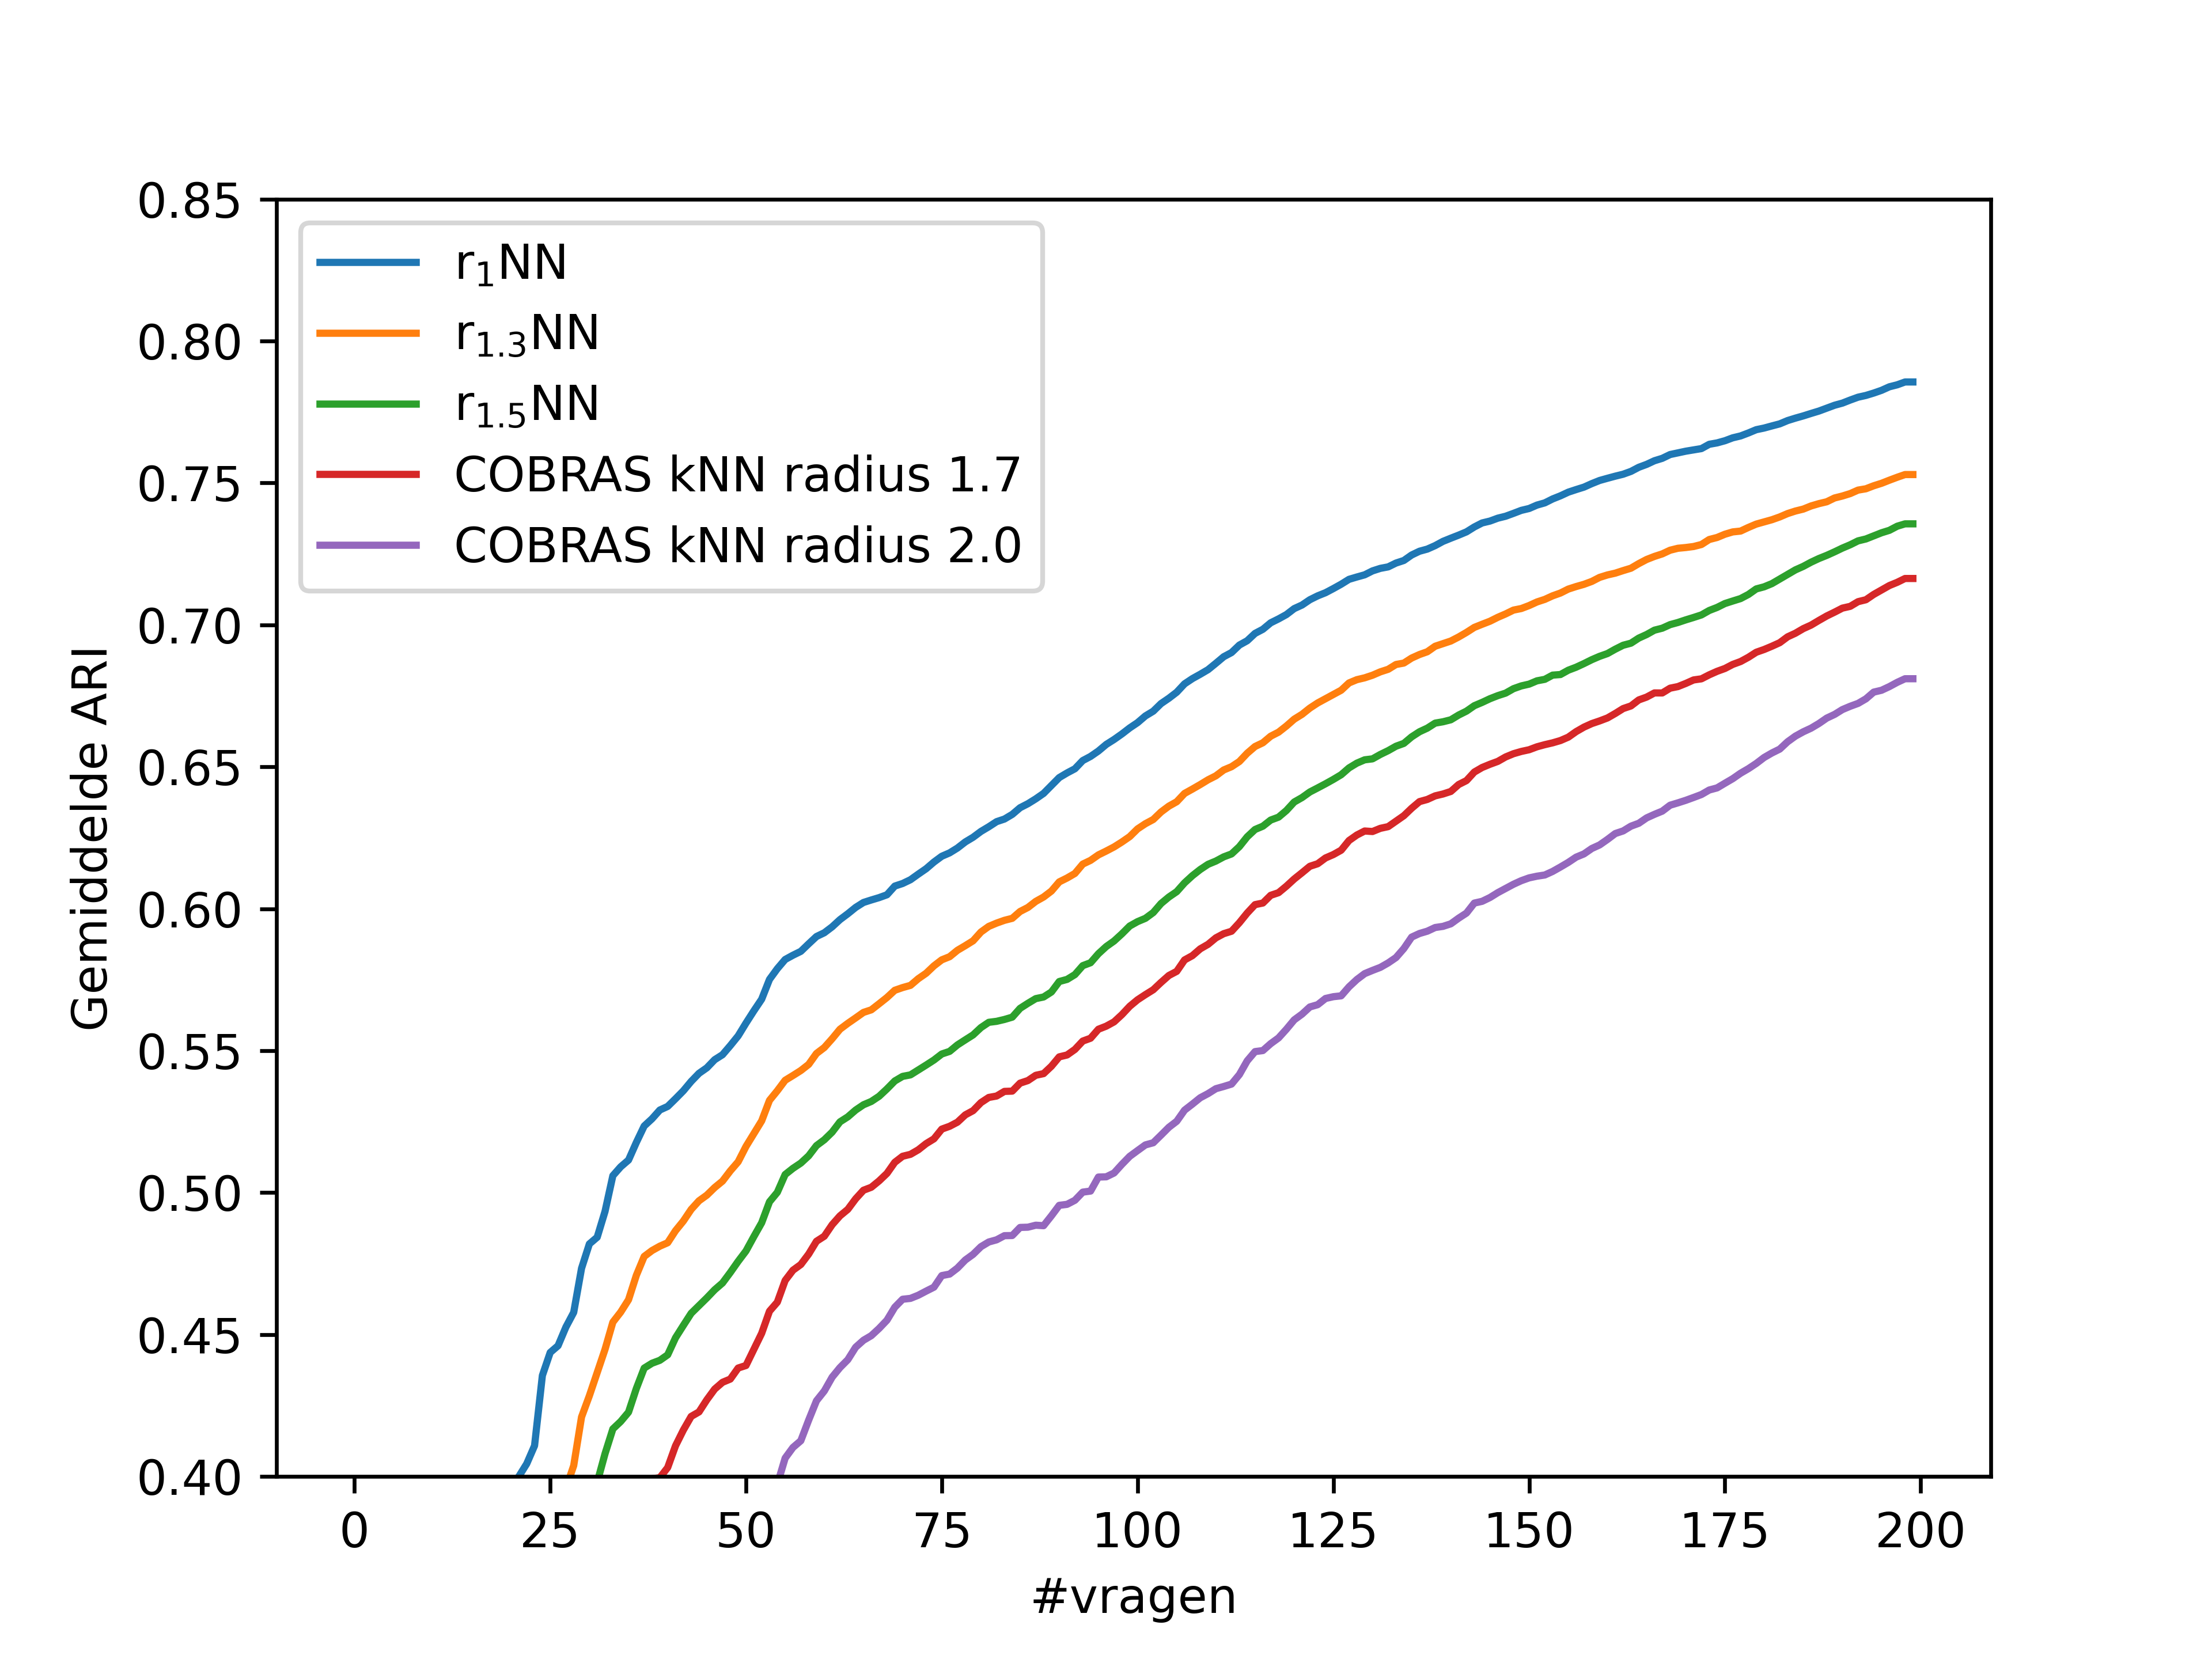 0.85
0.80
0.75
0.70
0.65
0.60
0.55
0.50
0.45
0.40
Gemiddelde ARI
r₁NN
r₁.₃NN
r₁.₅NN
COBRAS kNN radius 1.7
COBRAS kNN radius 2.0
0 25 50 75 100 125 150 175 200
#vragen